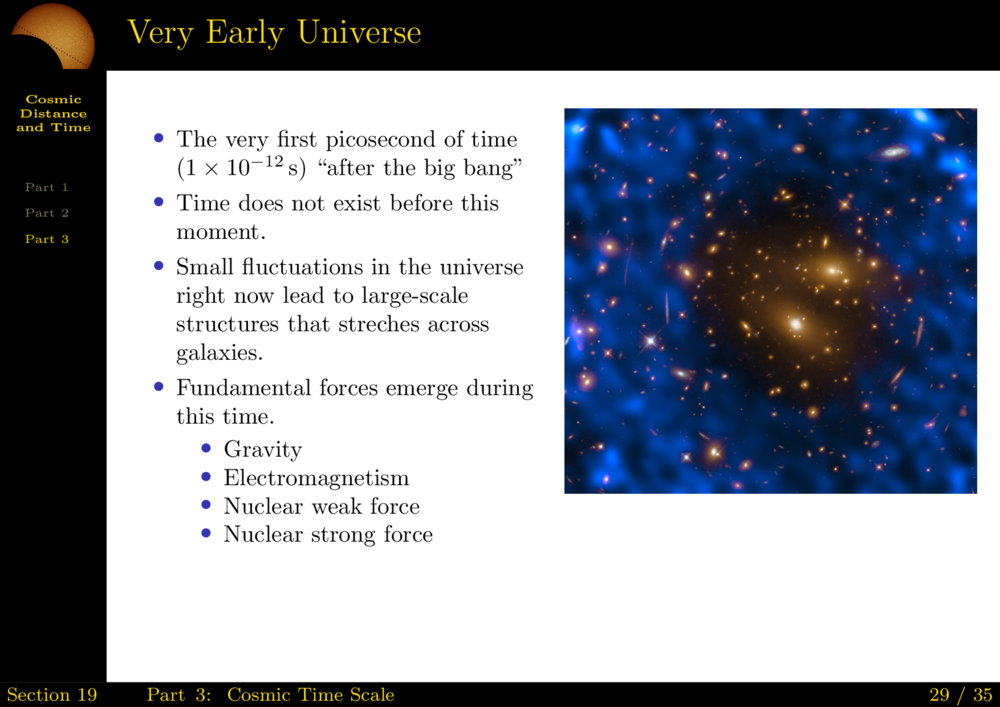 Very Early Universe
Cosmic
Distance
and Time
Part 1
Part 2
Part 3
• The very first picosecond of time
(1 × 10⁻¹² s) “after the big bang”
• Time does not exist before this
moment.
• Small fluctuations in the universe
right now lead to large-scale
structures that streches across
galaxies.
• Fundamental forces emerge during
this time.
• Gravity
• Electromagnetism
• Nuclear weak force
• Nuclear strong force
Section 19
Part 3: Cosmic Time Scale
29 / 35